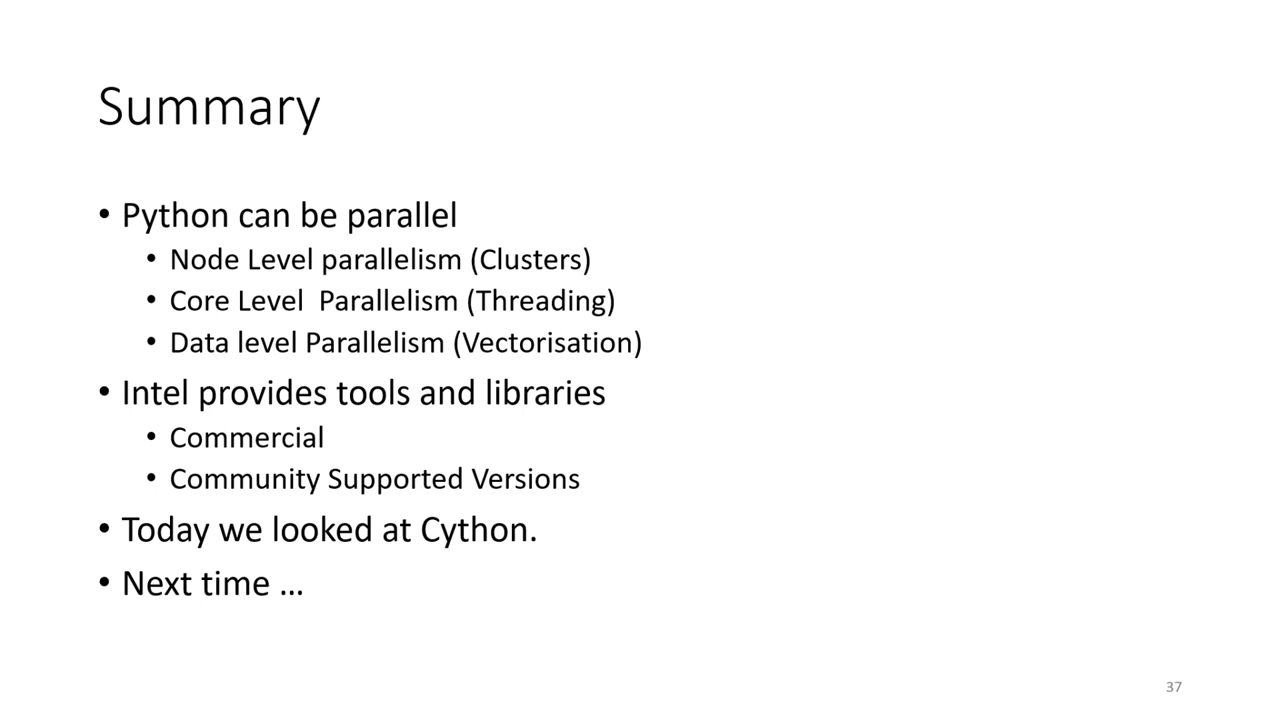 Summary
• Python can be parallel
• Node Level parallelism (Clusters)
• Core Level  Parallelism (Threading)
• Data level Parallelism (Vectorisation)
• Intel provides tools and libraries
• Commercial
• Community Supported Versions
• Today we looked at Cython.
• Next time …
37